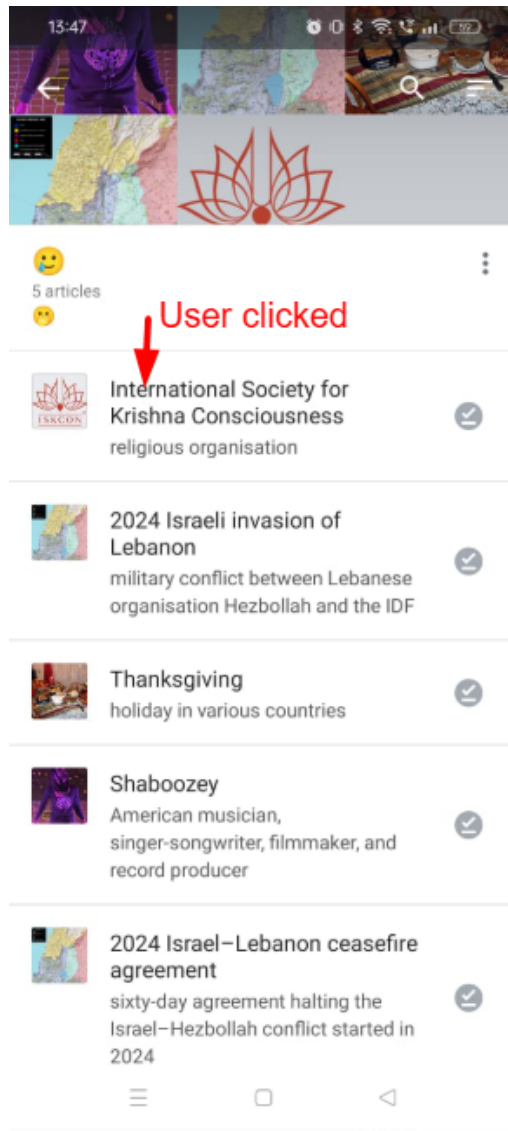 13:47
59
🥲
5 articles
🤭
User clicked
International Society for
Krishna Consciousness
religious organisation
ISKCON
2024 Israeli invasion of
Lebanon
military conflict between Lebanese
organisation Hezbollah and the IDF
Thanksgiving
holiday in various countries
Shaboozey
American musician,
singer-songwriter, filmmaker, and
record producer
2024 Israel–Lebanon ceasefire
agreement
sixty-day agreement halting the
Israel–Hezbollah conflict started in
2024